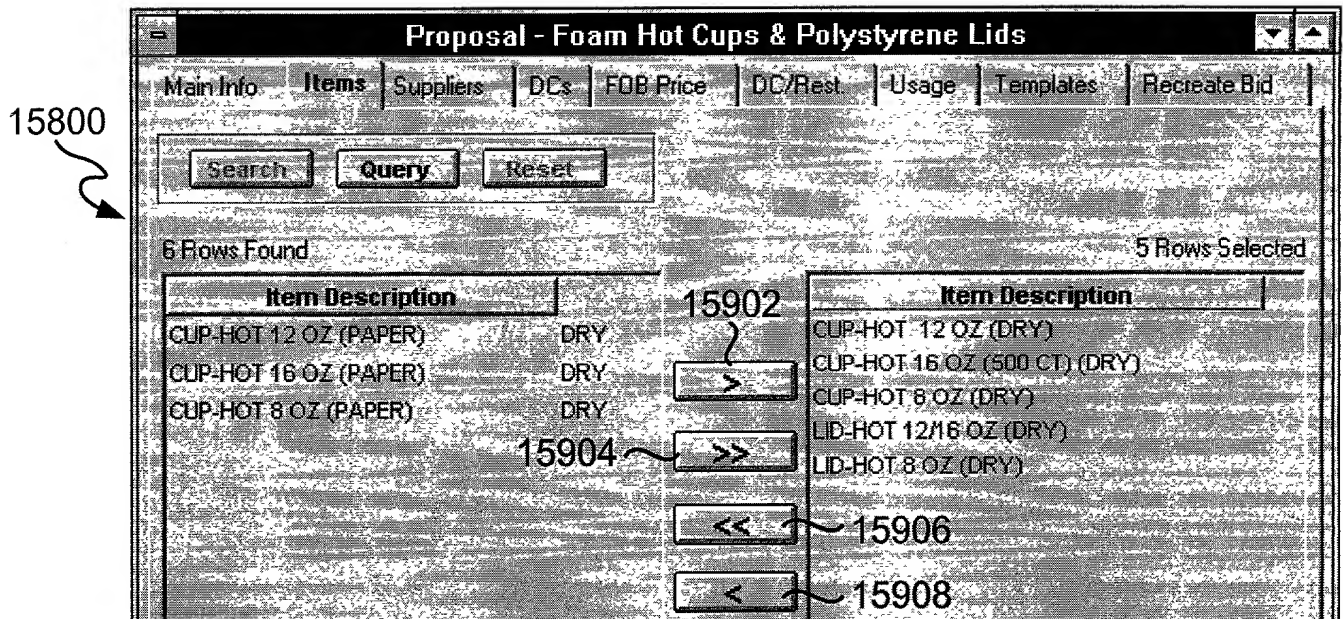 Proposal - Foam Hot Cups & Polystyrene Lids
Main Info Items Suppliers DCs FOB Price DC/Rest. Usage Templates Recreate Bid
15800
Search Query Reset
6 Rows Found 5 Rows Selected
Item Description Item Description
15902
CUP-HOT 12 OZ (PAPER) DRY CUP-HOT 12 OZ (DRY)
CUP-HOT 16 OZ (PAPER) DRY > CUP-HOT 16 OZ (500 CT) (DRY)
CUP-HOT 8 OZ (PAPER) DRY CUP-HOT 8 OZ (DRY)
LID-HOT 12/16 OZ (DRY)
15904 >> LID-HOT 8 OZ (DRY)
<< 15906
< 15908